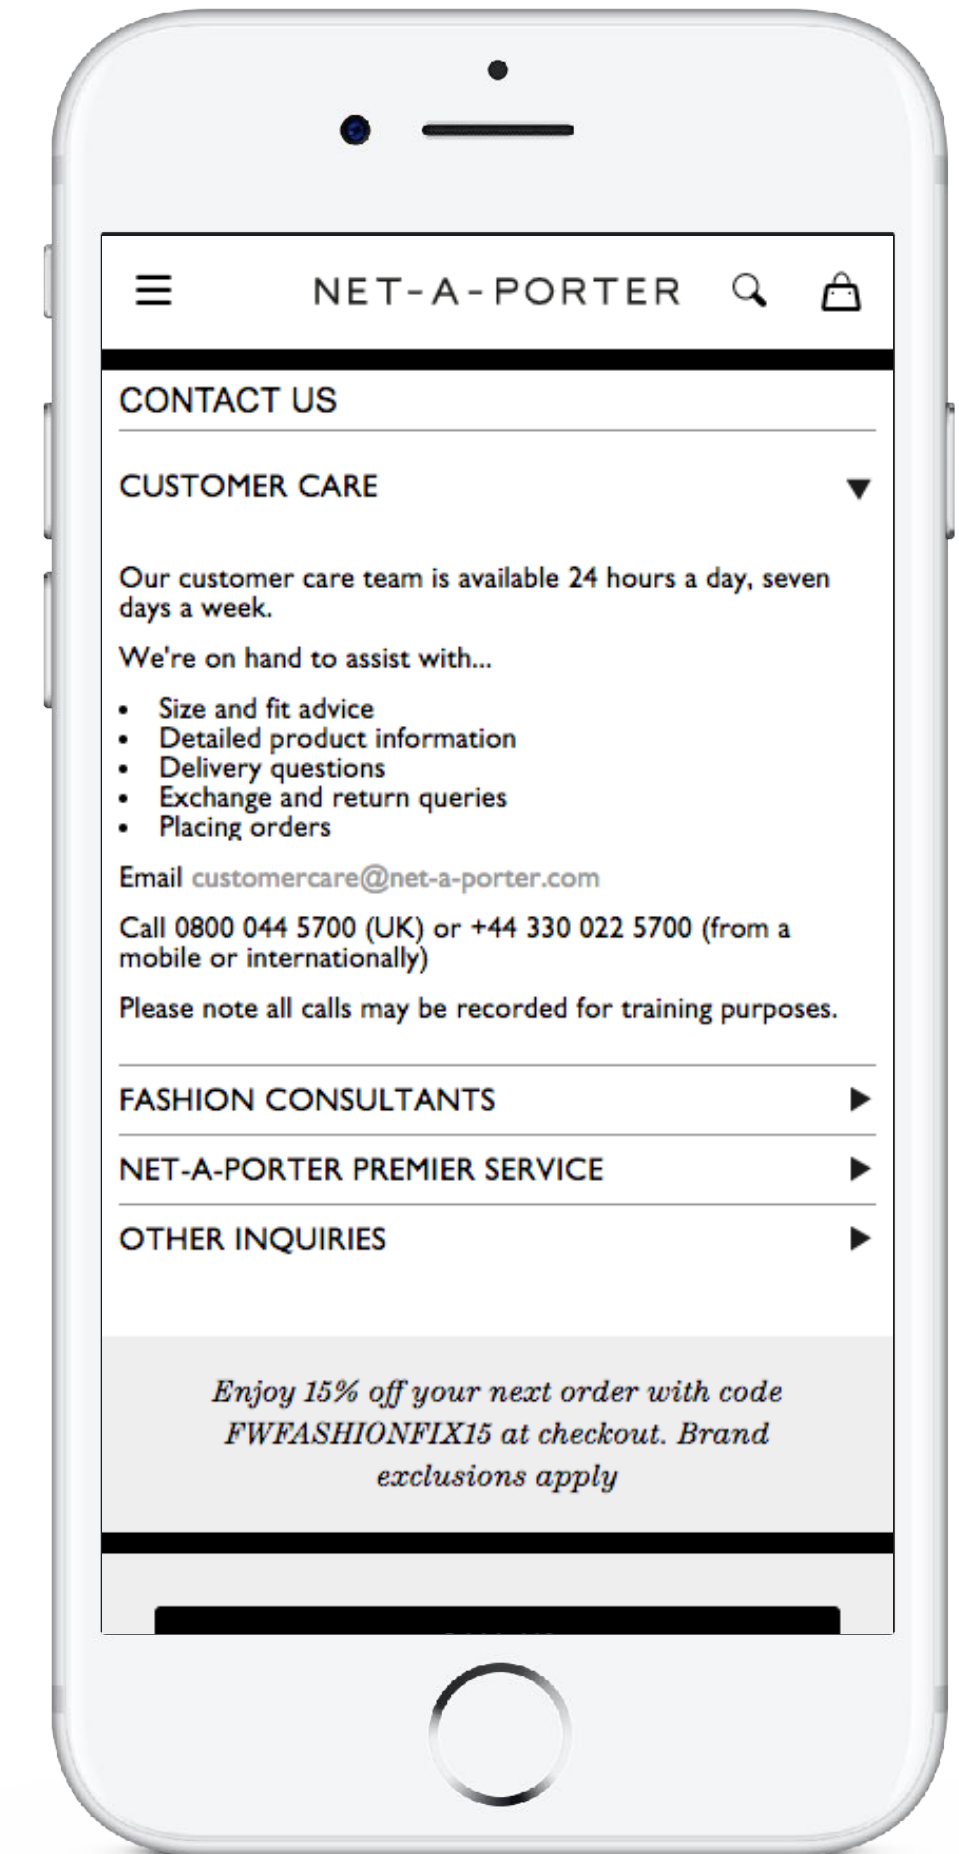 NET-A-PORTER
CONTACT US
CUSTOMER CARE
Our customer care team is available 24 hours a day, seven
days a week.
We're on hand to assist with...
• Size and fit advice
• Detailed product information
• Delivery questions
• Exchange and return queries
• Placing orders
Email customercare@net-a-porter.com
Call 0800 044 5700 (UK) or +44 330 022 5700 (from a
mobile or internationally)
Please note all calls may be recorded for training purposes.
FASHION CONSULTANTS
NET-A-PORTER PREMIER SERVICE
OTHER INQUIRIES
Enjoy 15% off your next order with code
FWFASHIONFIX15 at checkout. Brand
exclusions apply